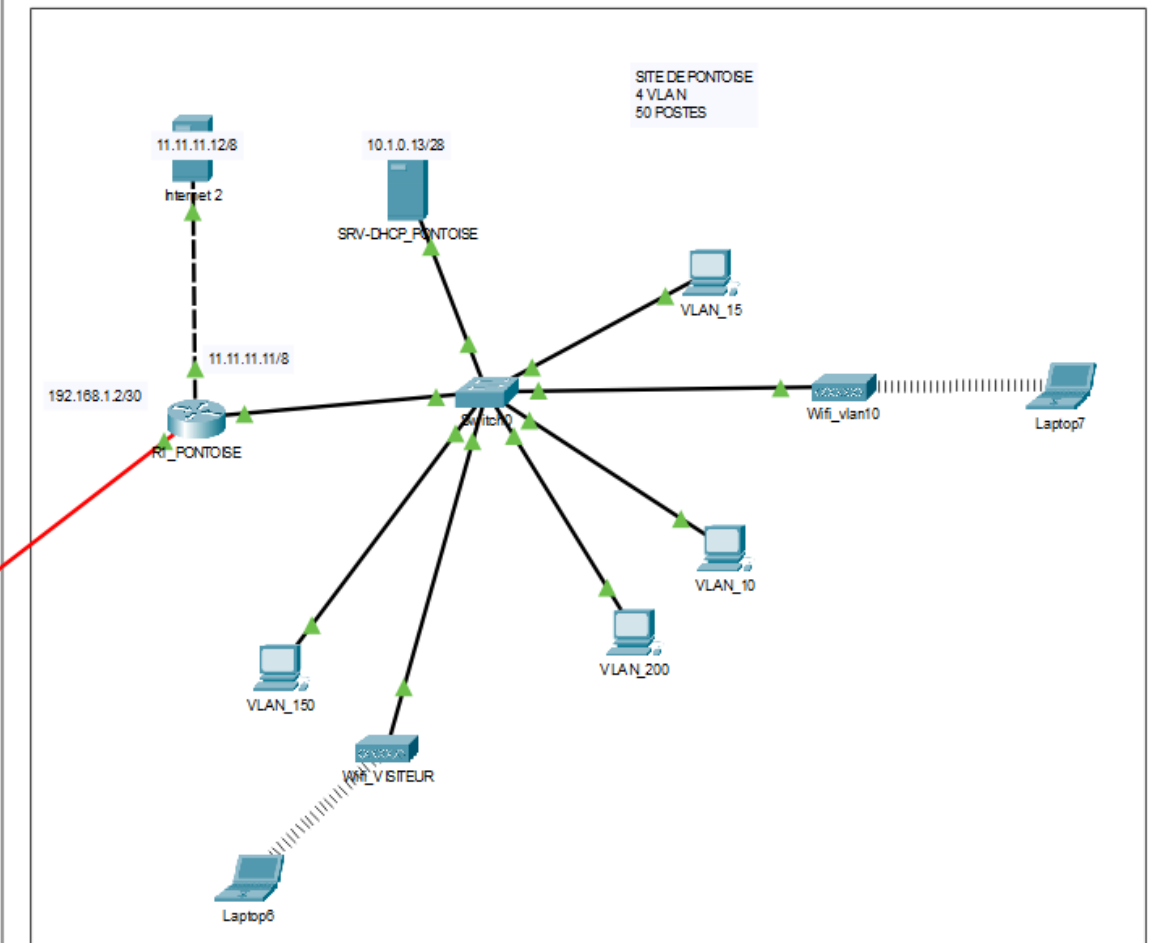 SITE DE PONTOISE
4 VLAN
50 POSTES
11.11.11.12/8
Internet 2
10.1.0.13/28
SRV-DHCP_PONTOISE
VLAN_15
11.11.11.11/8
192.168.1.2/30
R1_PONTOISE
Switch0
Wifi_vlan10
Laptop7
VLAN_10
VLAN_200
VLAN_150
Wifi_VISITEUR
Laptop6